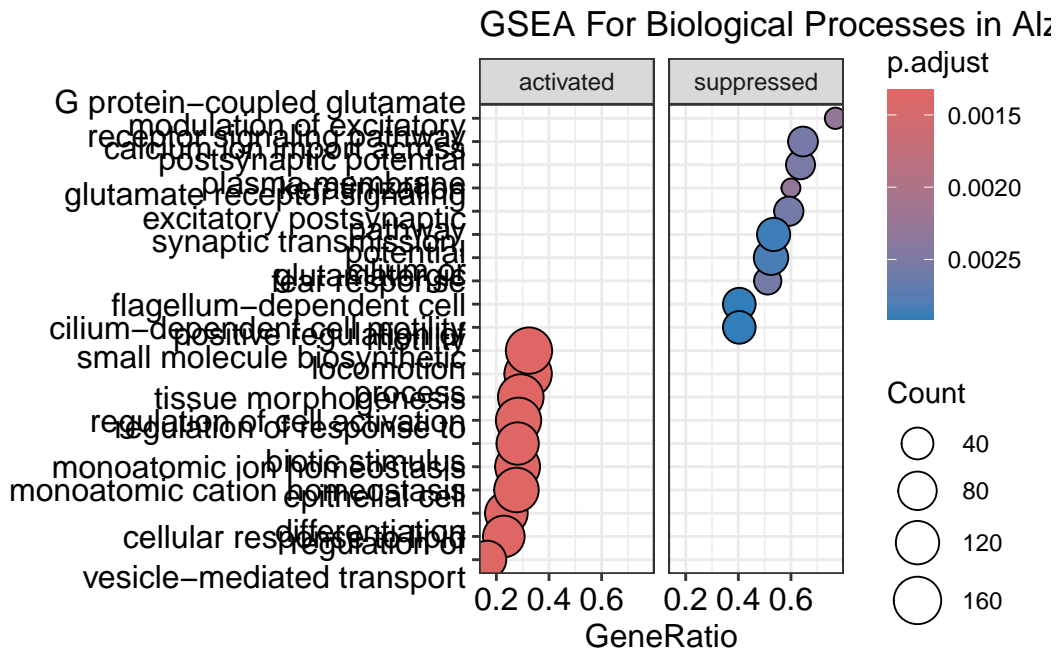 GSEA For Biological Processes in Alz
activated
suppressed
G protein−coupled glutamate
modulation of excitatory
receptor signaling pathway
calcium ion import across
postsynaptic potential
plasma membrane
keratinization
glutamate receptor signaling
excitatory postsynaptic
pathway
synaptic transmission,
potential
cilium or
glutamatergic
fear response
flagellum−dependent cell
cilium−dependent cell motility
positive regulation of
motility
small molecule biosynthetic
locomotion
process
tissue morphogenesis
regulation of cell activation
regulation of response to
biotic stimulus
monoatomic ion homeostasis
monoatomic cation homeostasis
epithelial cell
differentiation
cellular response to lipid
regulation of
vesicle−mediated transport
0.2 0.4 0.6
0.2 0.4 0.6
GeneRatio
p.adjust
0.0015
0.0020
0.0025
Count
40
80
120
160